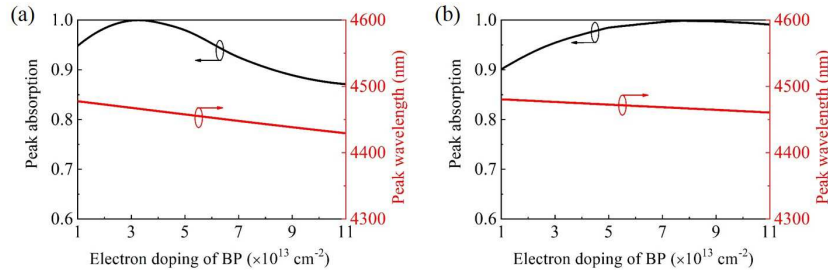 (a)
1.0
0.9
0.8
0.7
0.6
Peak absorption
1 3 5 7 9 11
Electron doping of BP (×10¹³ cm⁻²)
4600
4500
4400
4300
Peak wavelength (nm)
(b)
1.0
0.9
0.8
0.7
0.6
Peak absorption
1 3 5 7 9 11
Electron doping of BP (×10¹³ cm⁻²)
4600
4500
4400
4300
Peak wavelength (nm)